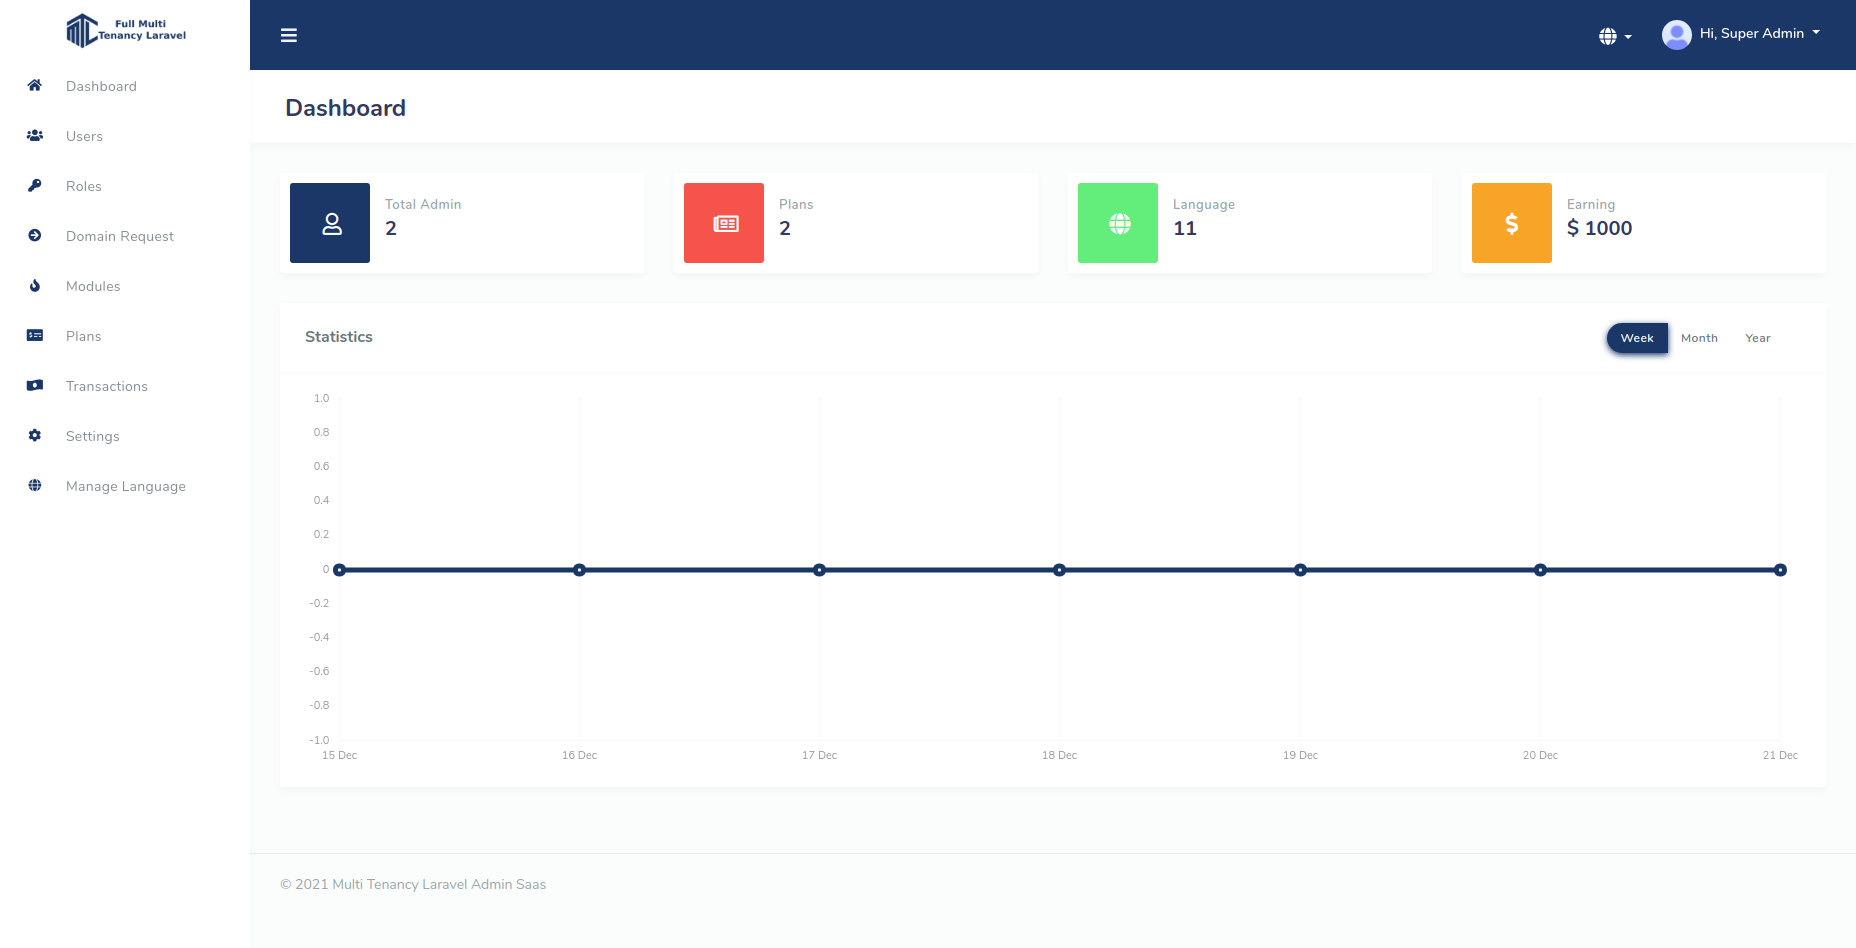 Full Multi
Tenancy Laravel
Hi, Super Admin
Dashboard
Users
Roles
Domain Request
Modules
Plans
Transactions
Settings
Manage Language
Dashboard
Total Admin
2
Plans
2
Language
11
Earning
$ 1000
Statistics
Week Month Year
1.0
0.8
0.6
0.4
0.2
0
-0.2
-0.4
-0.6
-0.8
-1.0
15 Dec 16 Dec 17 Dec 18 Dec 19 Dec 20 Dec 21 Dec
© 2021 Multi Tenancy Laravel Admin Saas